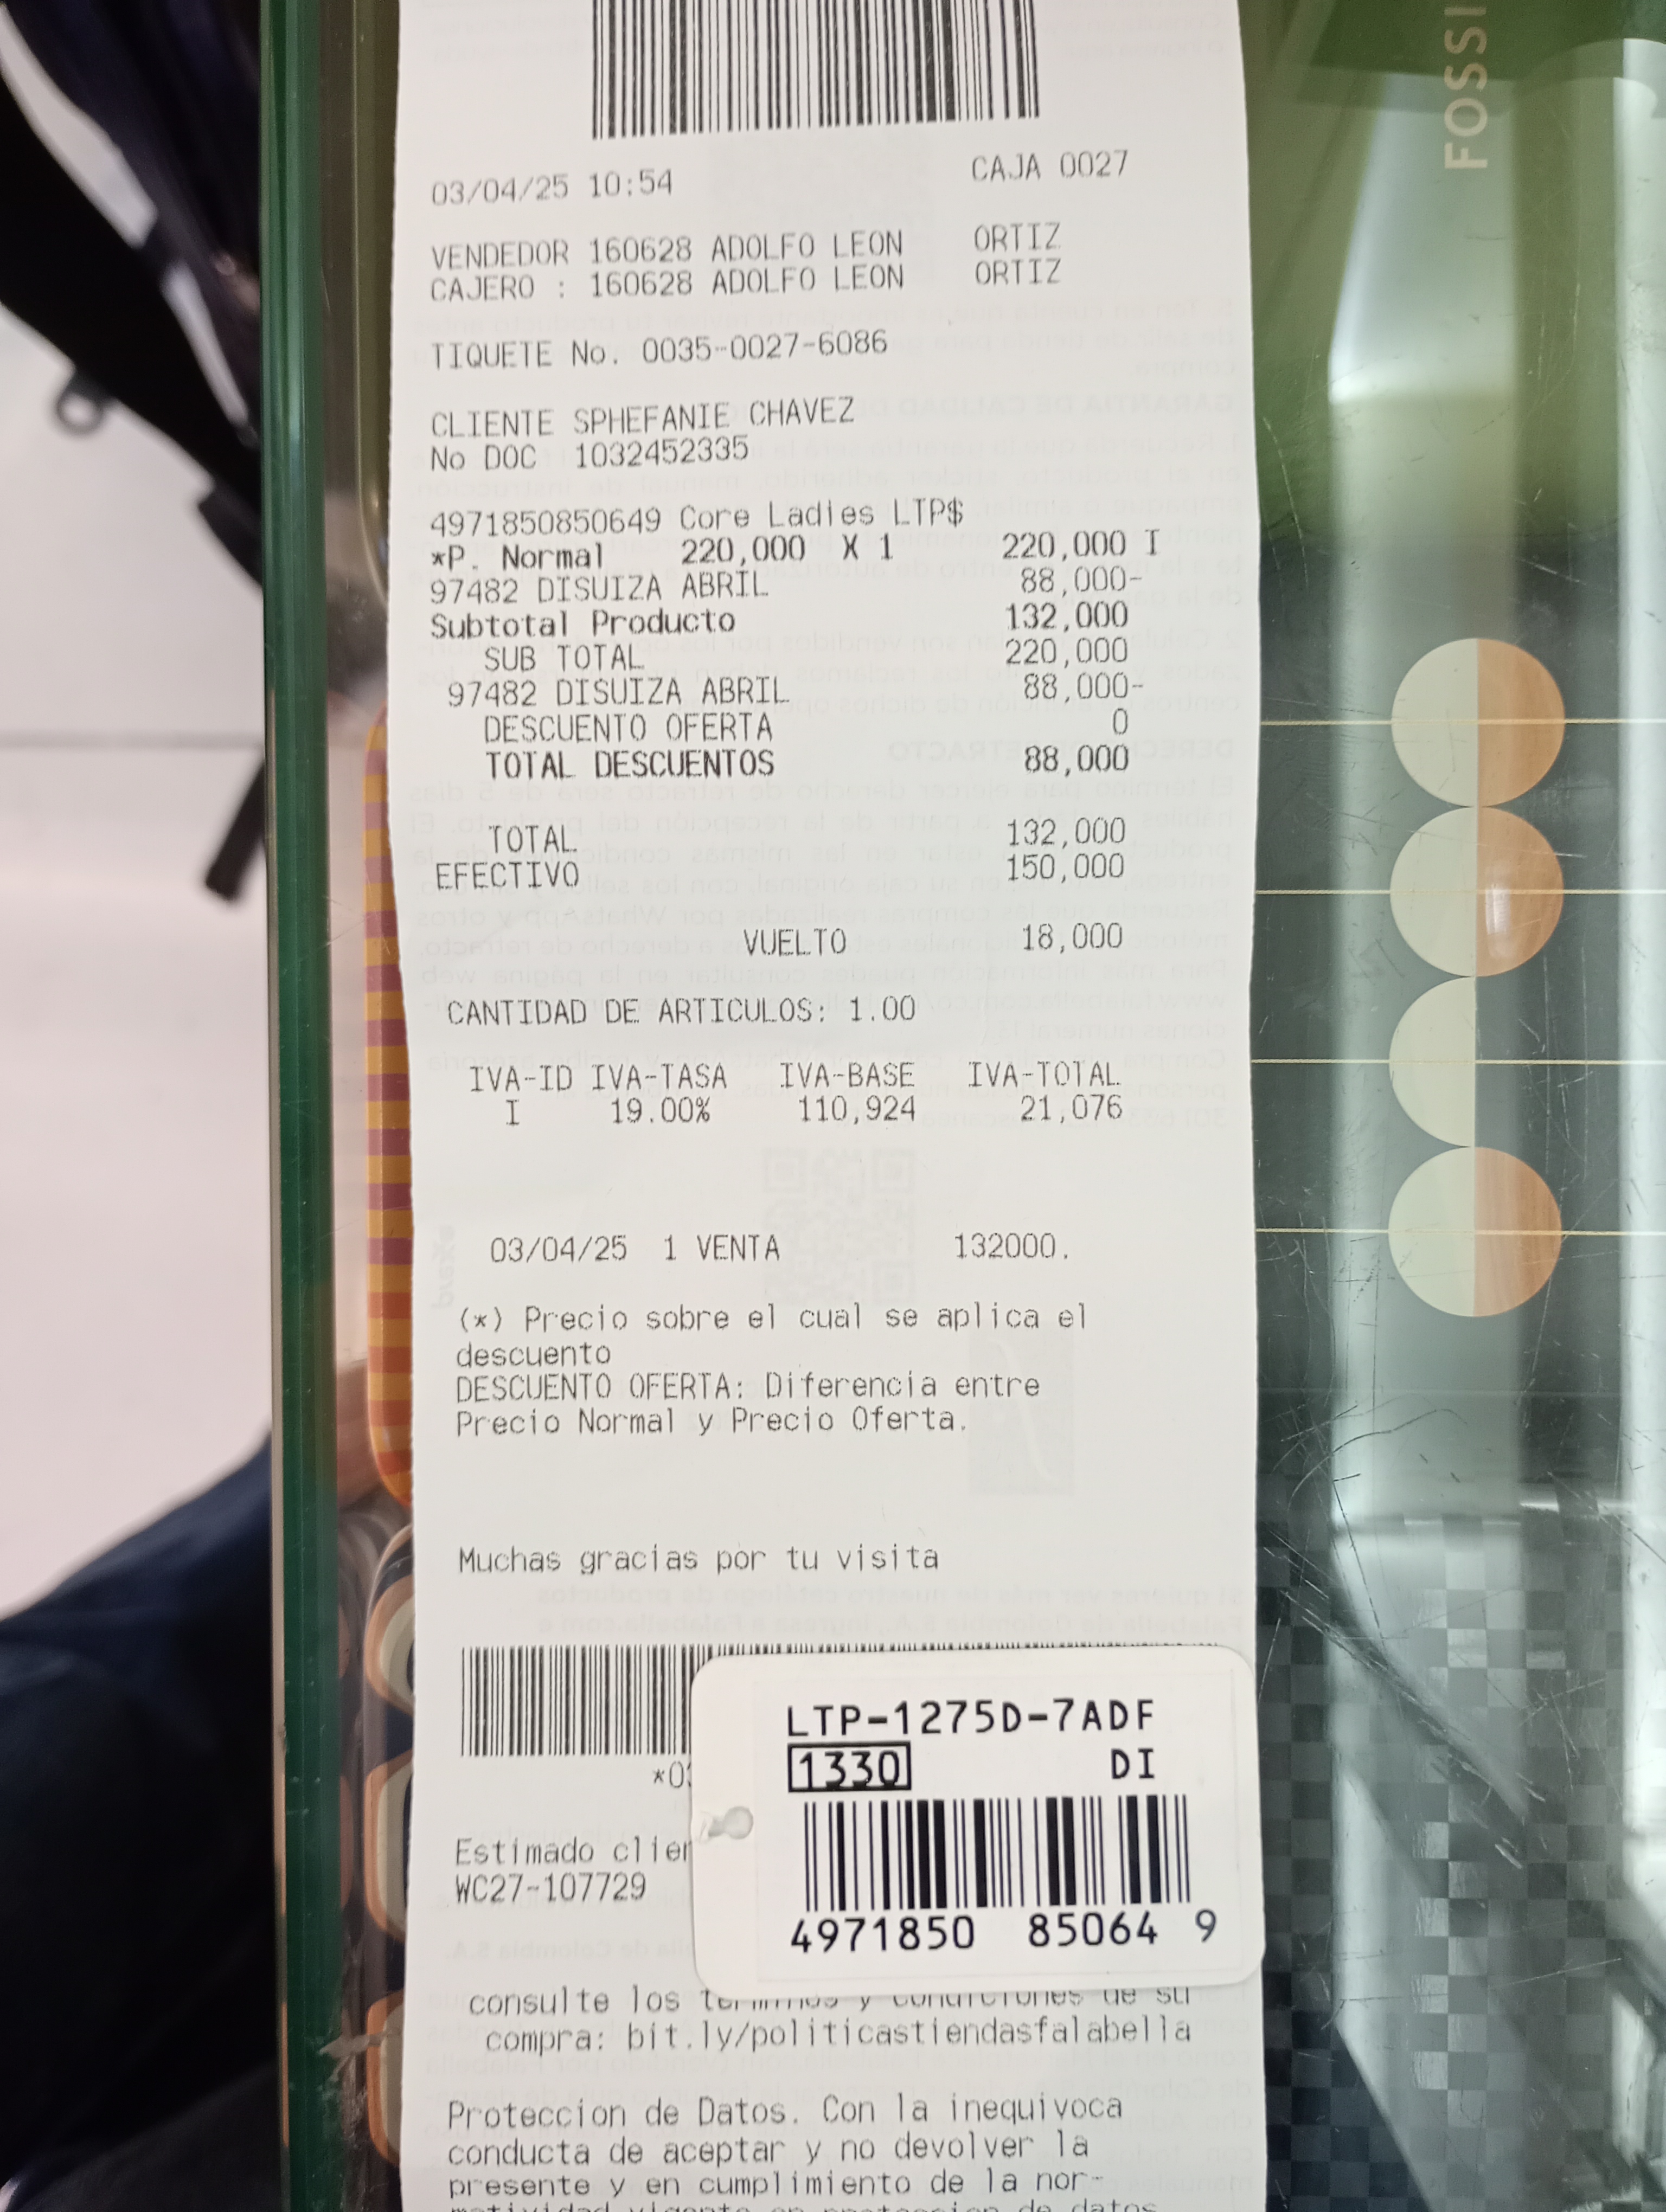 FOSSI
03/04/25 10:54 CAJA 0027
VENDEDOR 160628 ADOLFO LEON ORTIZ
CAJERO : 160628 ADOLFO LEON ORTIZ
TIQUETE No. 0035-0027-6086
CLIENTE SPHEFANIE CHAVEZ
No DOC 1032452335
4971850850649 Core Ladies LTP$
*P. Normal 220,000 X 1 220,000 I
97482 DISUIZA ABRIL 88,000-
Subtotal Producto 132,000
SUB TOTAL 220,000
97482 DISUIZA ABRIL 88,000-
DESCUENTO OFERTA 0
TOTAL DESCUENTOS 88,000
TOTAL 132,000
EFECTIVO 150,000
VUELTO 18,000
CANTIDAD DE ARTICULOS: 1.00
IVA-ID IVA-TASA IVA-BASE IVA-TOTAL
I 19.00% 110,924 21,076
03/04/25 1 VENTA 132000.
(*) Precio sobre el cual se aplica el
descuento
DESCUENTO OFERTA: Diferencia entre
Precio Normal y Precio Oferta.
Muchas gracias por tu visita
*0
LTP-1275D-7ADF
1330 DI
4971850 85064 9
Estimado clien
WC27-107729
consulte los terminos y condiciones de su
compra: bit.ly/politicastiendasfalabella
Proteccion de Datos. Con la inequivoca
conducta de aceptar y no devolver la
presente y en cumplimiento de la nor-